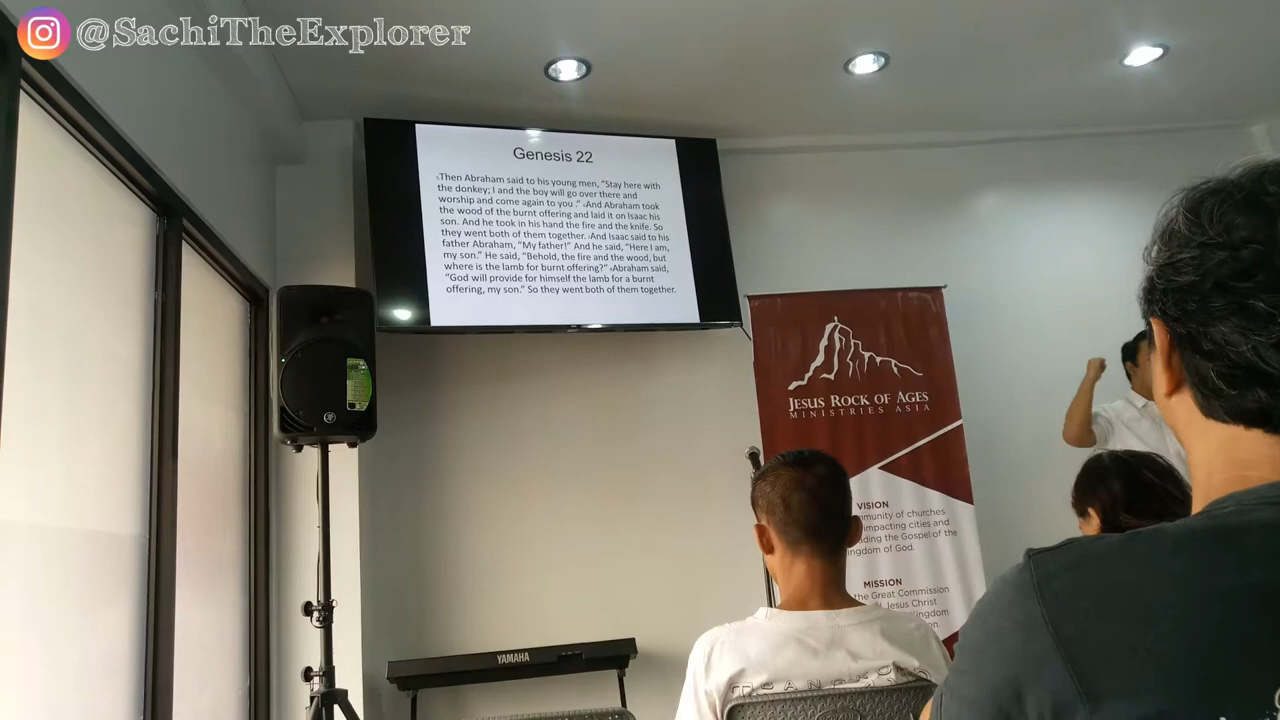 @SachiTheExplorer
Genesis 22
5Then Abraham said to his young men, "Stay here with
the donkey; I and the boy will go over there and
worship and come again to you ." 6And Abraham took
the wood of the burnt offering and laid it on Isaac his
son. And he took in his hand the fire and the knife. So
they went both of them together. 7And Isaac said to his
father Abraham, "My father!" And he said, "Here I am,
my son." He said, "Behold, the fire and the wood, but
where is the lamb for burnt offering?" 8Abraham said,
"God will provide for himself the lamb for a burnt
offering, my son." So they went both of them together.
JESUS ROCK OF AGES
MINISTRIES ASIA
VISION
of churches
impacting cities and
the Gospel of the
of God.
MISSION
the Great Commission
Jesus Christ
YAMAHA